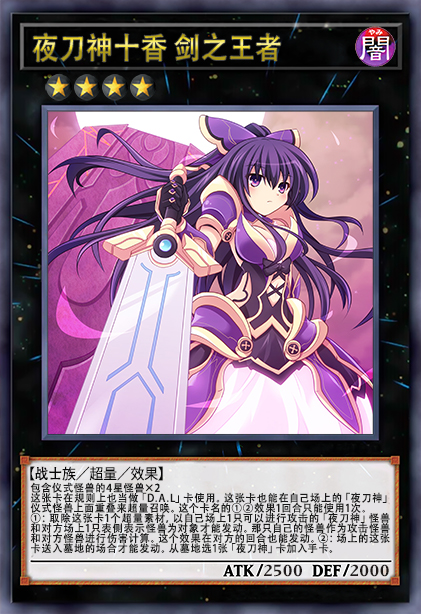 夜刀神十香 剑之王者
やみ
闇
【战士族／超量／效果】
包含仪式怪兽的4星怪兽×2
这张卡在规则上也当做「D.A.L」卡使用。这张卡也能在自己场上的「夜刀神」
仪式怪兽上面重叠来超量召唤。这个卡名的①②效果1回合只能使用1次。
①：取除这张卡1个超量素材，以自己场上1只可以进行攻击的「夜刀神」怪兽
和对方场上1只表侧表示怪兽为对象才能发动。那只自己的怪兽作为攻击怪兽
和对方怪兽进行伤害计算。这个效果在对方的回合也能发动。②：场上的这张
卡送入墓地的场合才能发动。从墓地选1张「夜刀神」卡加入手卡。
ATK/2500 DEF/2000